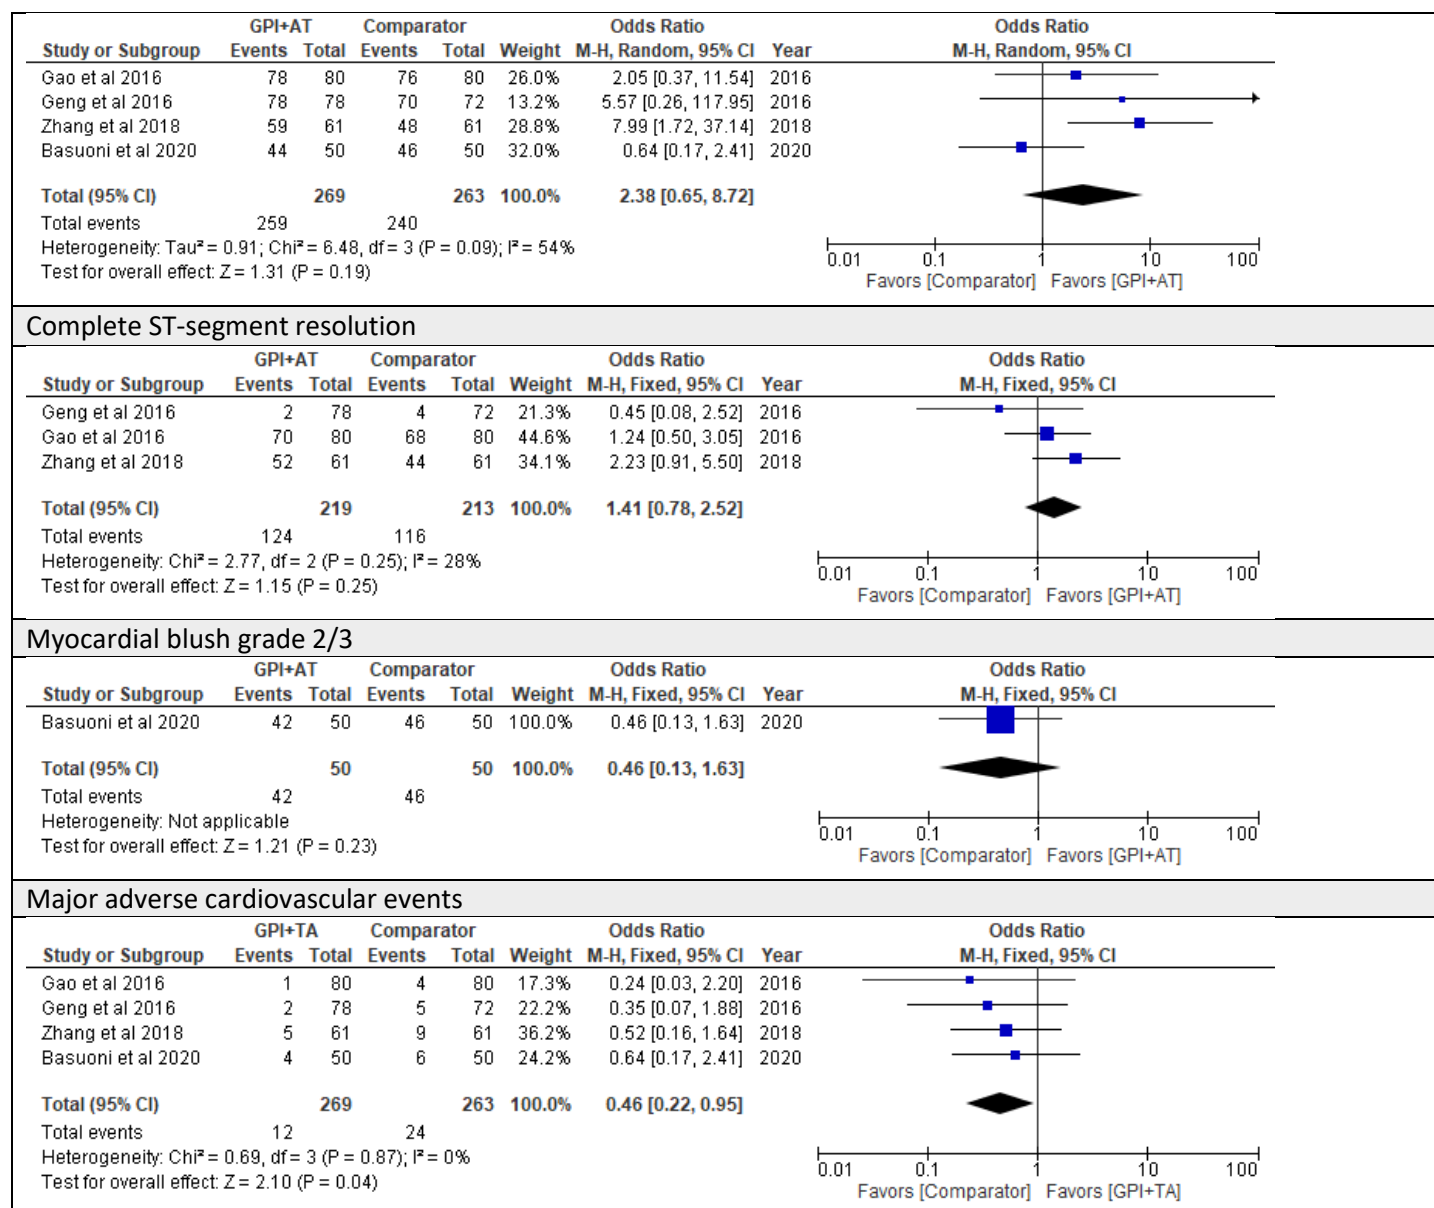 GPI+AT Comparator Odds Ratio Odds Ratio
Study or Subgroup Events Total Events Total Weight M-H, Random, 95% CI Year M-H, Random, 95% CI
Gao et al 2016 78 80 76 80 26.0% 2.05 [0.37, 11.54] 2016
Geng et al 2016 78 78 70 72 13.2% 5.57 [0.26, 117.95] 2016
Zhang et al 2018 59 61 48 61 28.8% 7.99 [1.72, 37.14] 2018
Basuoni et al 2020 44 50 46 50 32.0% 0.64 [0.17, 2.41] 2020
Total (95% CI) 269 263 100.0% 2.38 [0.65, 8.72]
Total events 259 240
Heterogeneity: Tau² = 0.91; Chi² = 6.48, df = 3 (P = 0.09); I² = 54%
Test for overall effect: Z = 1.31 (P = 0.19)
0.01 0.1 1 10 100
Favors [Comparator] Favors [GPI+AT]
Complete ST-segment resolution
GPI+AT Comparator Odds Ratio Odds Ratio
Study or Subgroup Events Total Events Total Weight M-H, Fixed, 95% CI Year M-H, Fixed, 95% CI
Geng et al 2016 2 78 4 72 21.3% 0.45 [0.08, 2.52] 2016
Gao et al 2016 70 80 68 80 44.6% 1.24 [0.50, 3.05] 2016
Zhang et al 2018 52 61 44 61 34.1% 2.23 [0.91, 5.50] 2018
Total (95% CI) 219 213 100.0% 1.41 [0.78, 2.52]
Total events 124 116
Heterogeneity: Chi² = 2.77, df = 2 (P = 0.25); I² = 28%
Test for overall effect: Z = 1.15 (P = 0.25)
0.01 0.1 1 10 100
Favors [Comparator] Favors [GPI+AT]
Myocardial blush grade 2/3
GPI+AT Comparator Odds Ratio Odds Ratio
Study or Subgroup Events Total Events Total Weight M-H, Fixed, 95% CI Year M-H, Fixed, 95% CI
Basuoni et al 2020 42 50 46 50 100.0% 0.46 [0.13, 1.63] 2020
Total (95% CI) 50 50 100.0% 0.46 [0.13, 1.63]
Total events 42 46
Heterogeneity: Not applicable
Test for overall effect: Z = 1.21 (P = 0.23)
0.01 0.1 1 10 100
Favors [Comparator] Favors [GPI+AT]
Major adverse cardiovascular events
GPI+TA Comparator Odds Ratio Odds Ratio
Study or Subgroup Events Total Events Total Weight M-H, Fixed, 95% CI Year M-H, Fixed, 95% CI
Gao et al 2016 1 80 4 80 17.3% 0.24 [0.03, 2.20] 2016
Geng et al 2016 2 78 5 72 22.2% 0.35 [0.07, 1.88] 2016
Zhang et al 2018 5 61 9 61 36.2% 0.52 [0.16, 1.64] 2018
Basuoni et al 2020 4 50 6 50 24.2% 0.64 [0.17, 2.41] 2020
Total (95% CI) 269 263 100.0% 0.46 [0.22, 0.95]
Total events 12 24
Heterogeneity: Chi² = 0.69, df = 3 (P = 0.87); I² = 0%
Test for overall effect: Z = 2.10 (P = 0.04)
0.01 0.1 1 10 100
Favors [Comparator] Favors [GPI+TA]